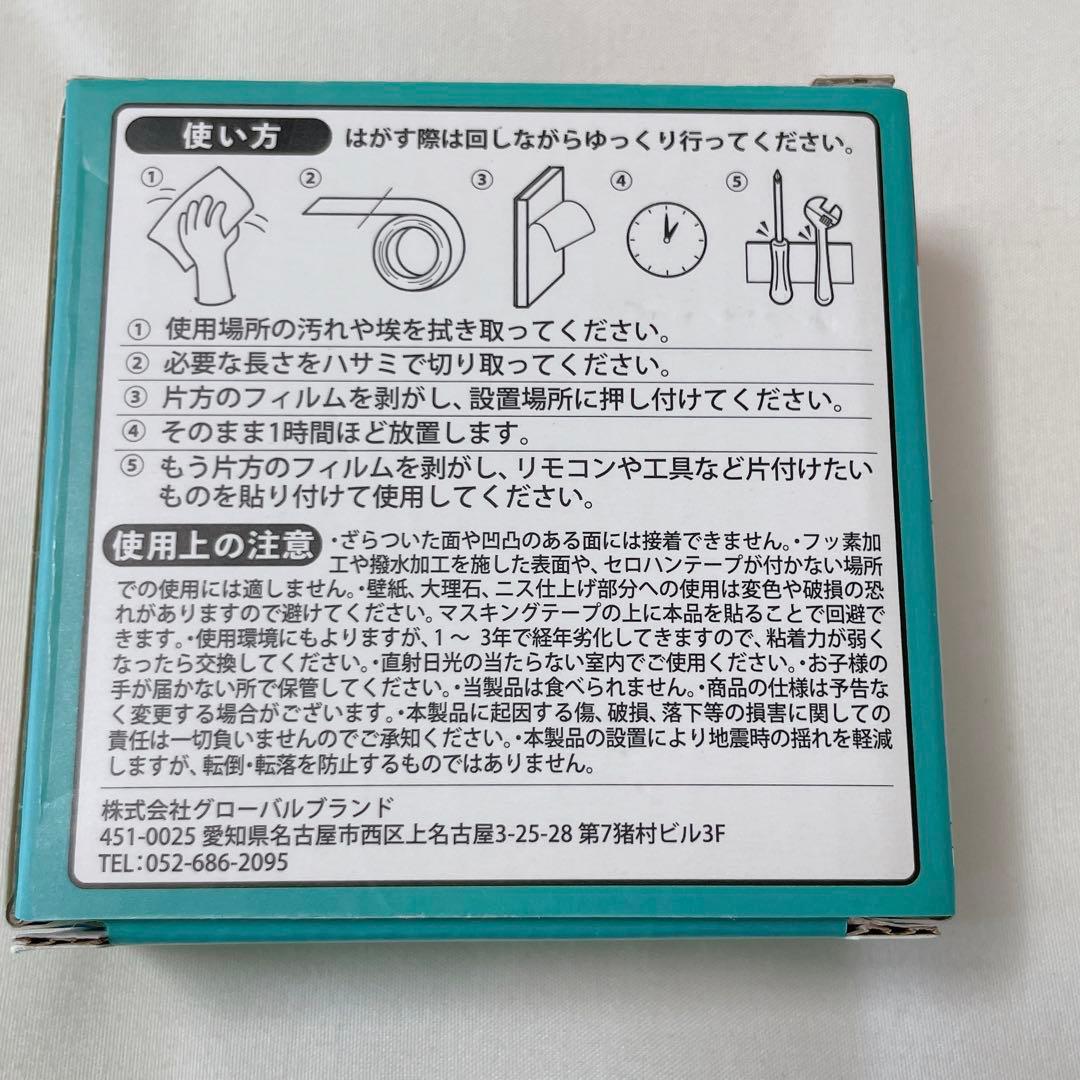 使い方 はがす際は回しながらゆっくり行ってください。
① ② ③ ④ ⑤
① 使用場所の汚れや埃を拭き取ってください。
② 必要な長さをハサミで切り取ってください。
③ 片方のフィルムを剥がし、設置場所に押し付けてください。
④ そのまま1時間ほど放置します。
⑤ もう片方のフィルムを剥がし、リモコンや工具など片付けたい
ものを貼り付けて使用してください。
使用上の注意 ・ざらついた面や凹凸のある面には接着できません。・フッ素加
工や撥水加工を施した表面や、セロハンテープが付かない場所
での使用には適しません。・壁紙、大理石、ニス仕上げ部分への使用は変色や破損の恐
れがありますので避けてください。マスキングテープの上に本品を貼ることで回避で
きます。・使用環境にもよりますが、1～ 3年で経年劣化してきますので、粘着力が弱く
なったら交換してください。・直射日光の当たらない室内でご使用ください。・お子様の
手が届かない所で保管してください。・当製品は食べられません。・商品の仕様は予告な
く変更する場合がございます。・本製品に起因する傷、破損、落下等の損害に関しての
責任は一切負いませんのでご承知ください。・本製品の設置により地震時の揺れを軽減
しますが、転倒・転落を防止するものではありません。
株式会社グローバルブランド
451-0025 愛知県名古屋市西区上名古屋3-25-28 第7猪村ビル3F
TEL：052-686-2095